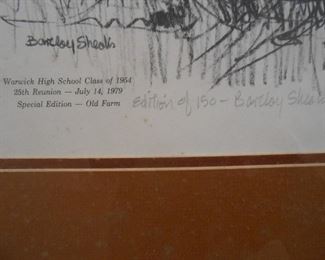 Barclay Sheaks
Warwick High School Class of 1954
25th Reunion — July 14, 1979
Special Edition — Old Farm
Edition of 150 - Barclay Sheaks